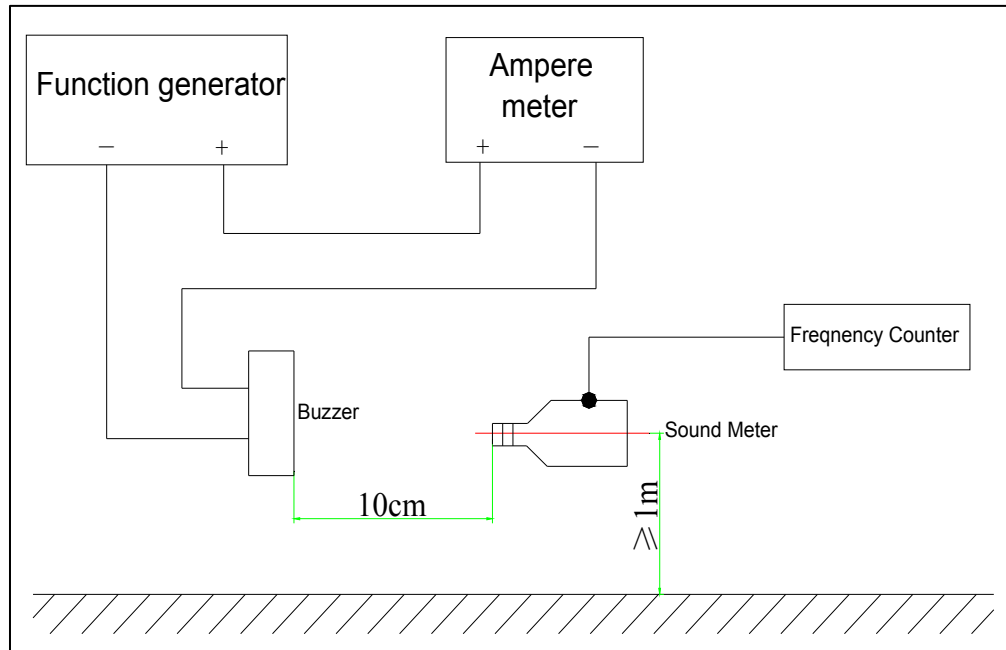 Function generator
— +
Ampere
meter
+ —
Freqnency Counter
Buzzer
Sound Meter
10cm
≥1m